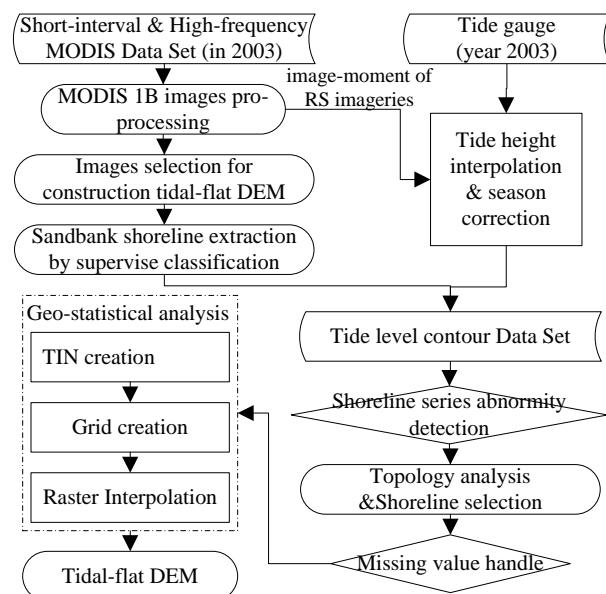 Short-interval & High-frequency
MODIS Data Set (in 2003)
Tide gauge
(year 2003)
image-moment of
RS imageries
MODIS 1B images pro-
processing
Tide height
interpolation
& season
correction
Images selection for
construction tidal-flat DEM
Sandbank shoreline extraction
by supervise classification
Geo-statistical analysis
TIN creation
Grid creation
Raster Interpolation
Tidal-flat DEM
Tide level contour Data Set
Shoreline series abnormity
detection
Topology analysis
&Shoreline selection
Missing value handle